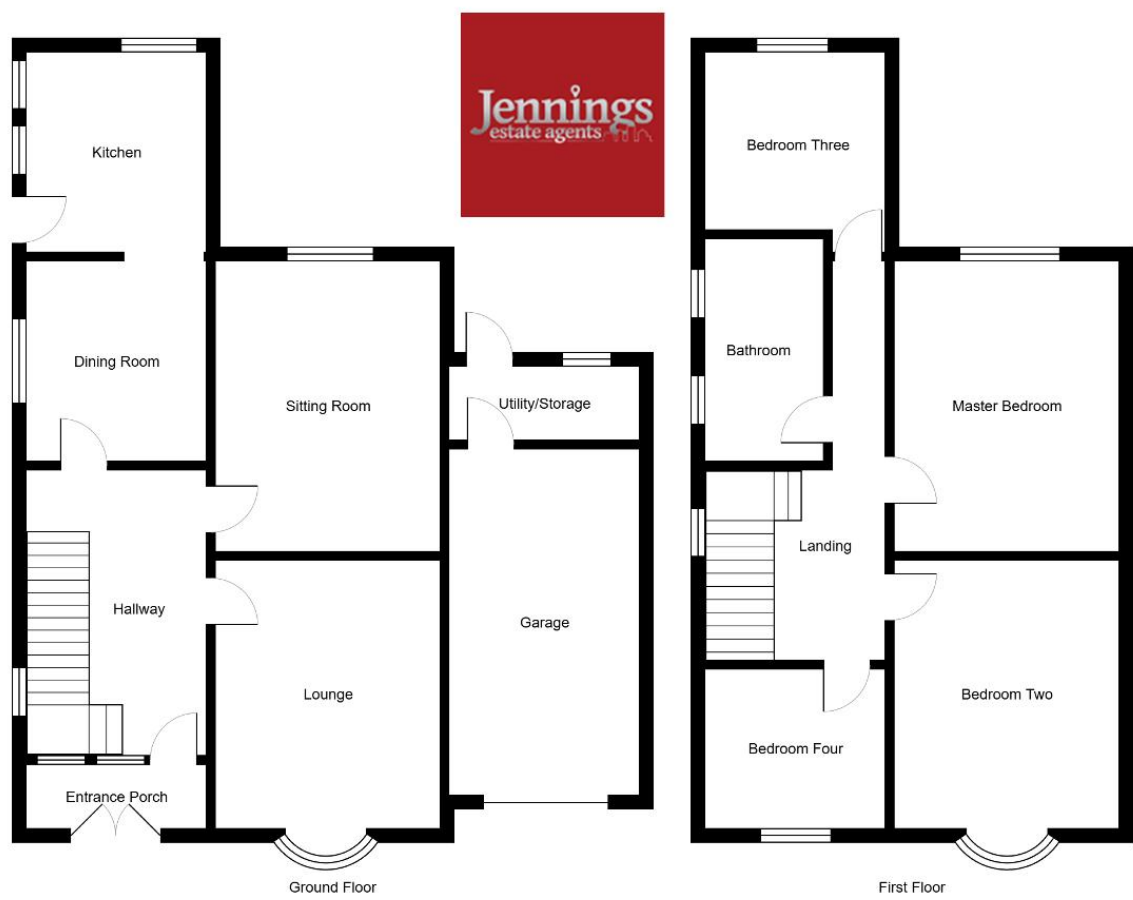 Jennings
estate agents
Kitchen
Dining Room
Sitting Room
Utility/Storage
Hallway
Lounge
Garage
Entrance Porch
Ground Floor
Bedroom Three
Bathroom
Master Bedroom
Landing
Bedroom Two
Bedroom Four
First Floor